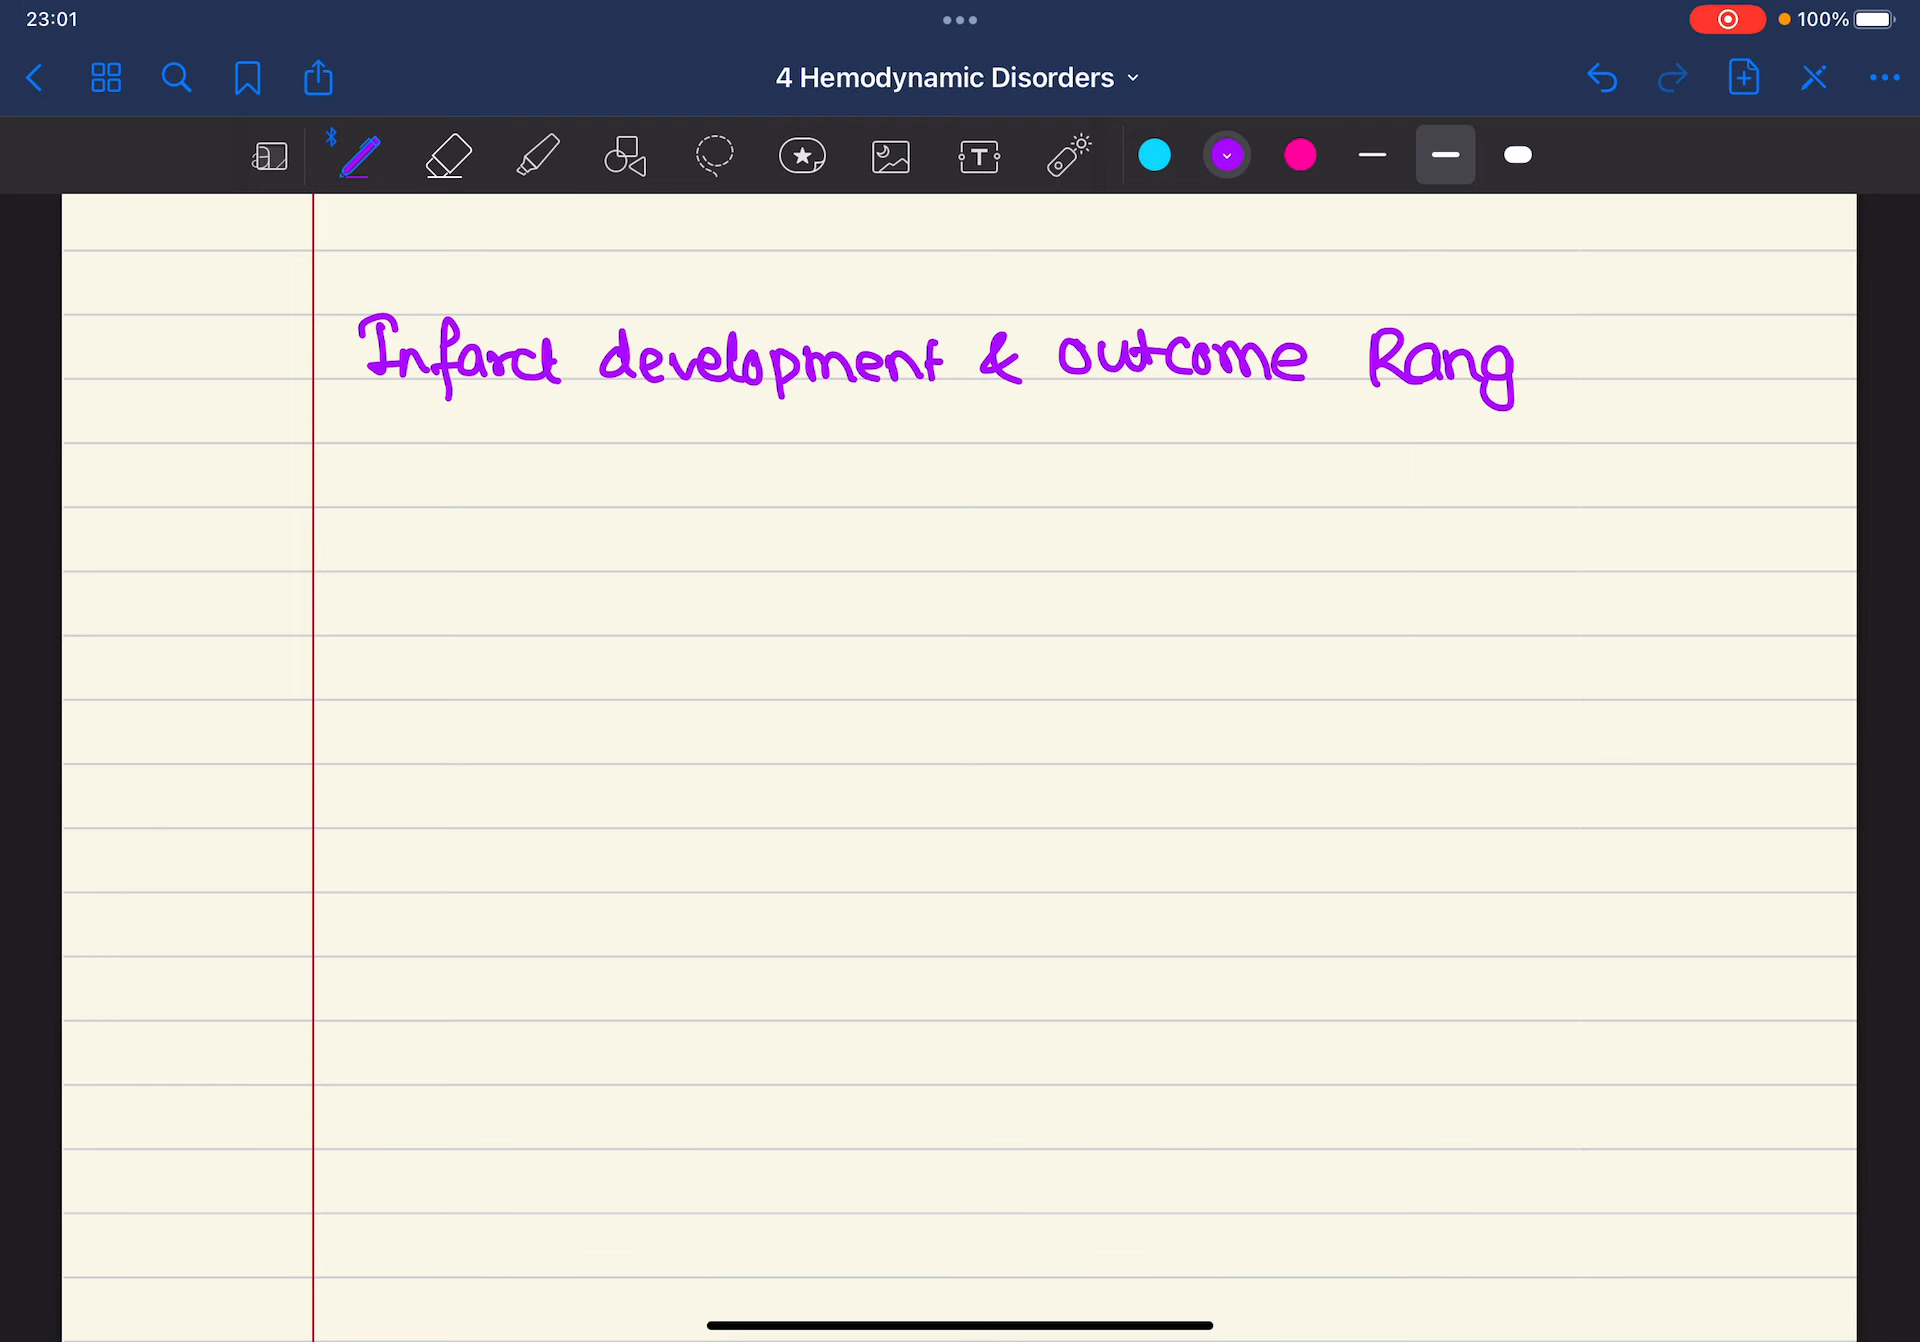 23:01
100%
4 Hemodynamic Disorders
Infarct development & outcome Rang